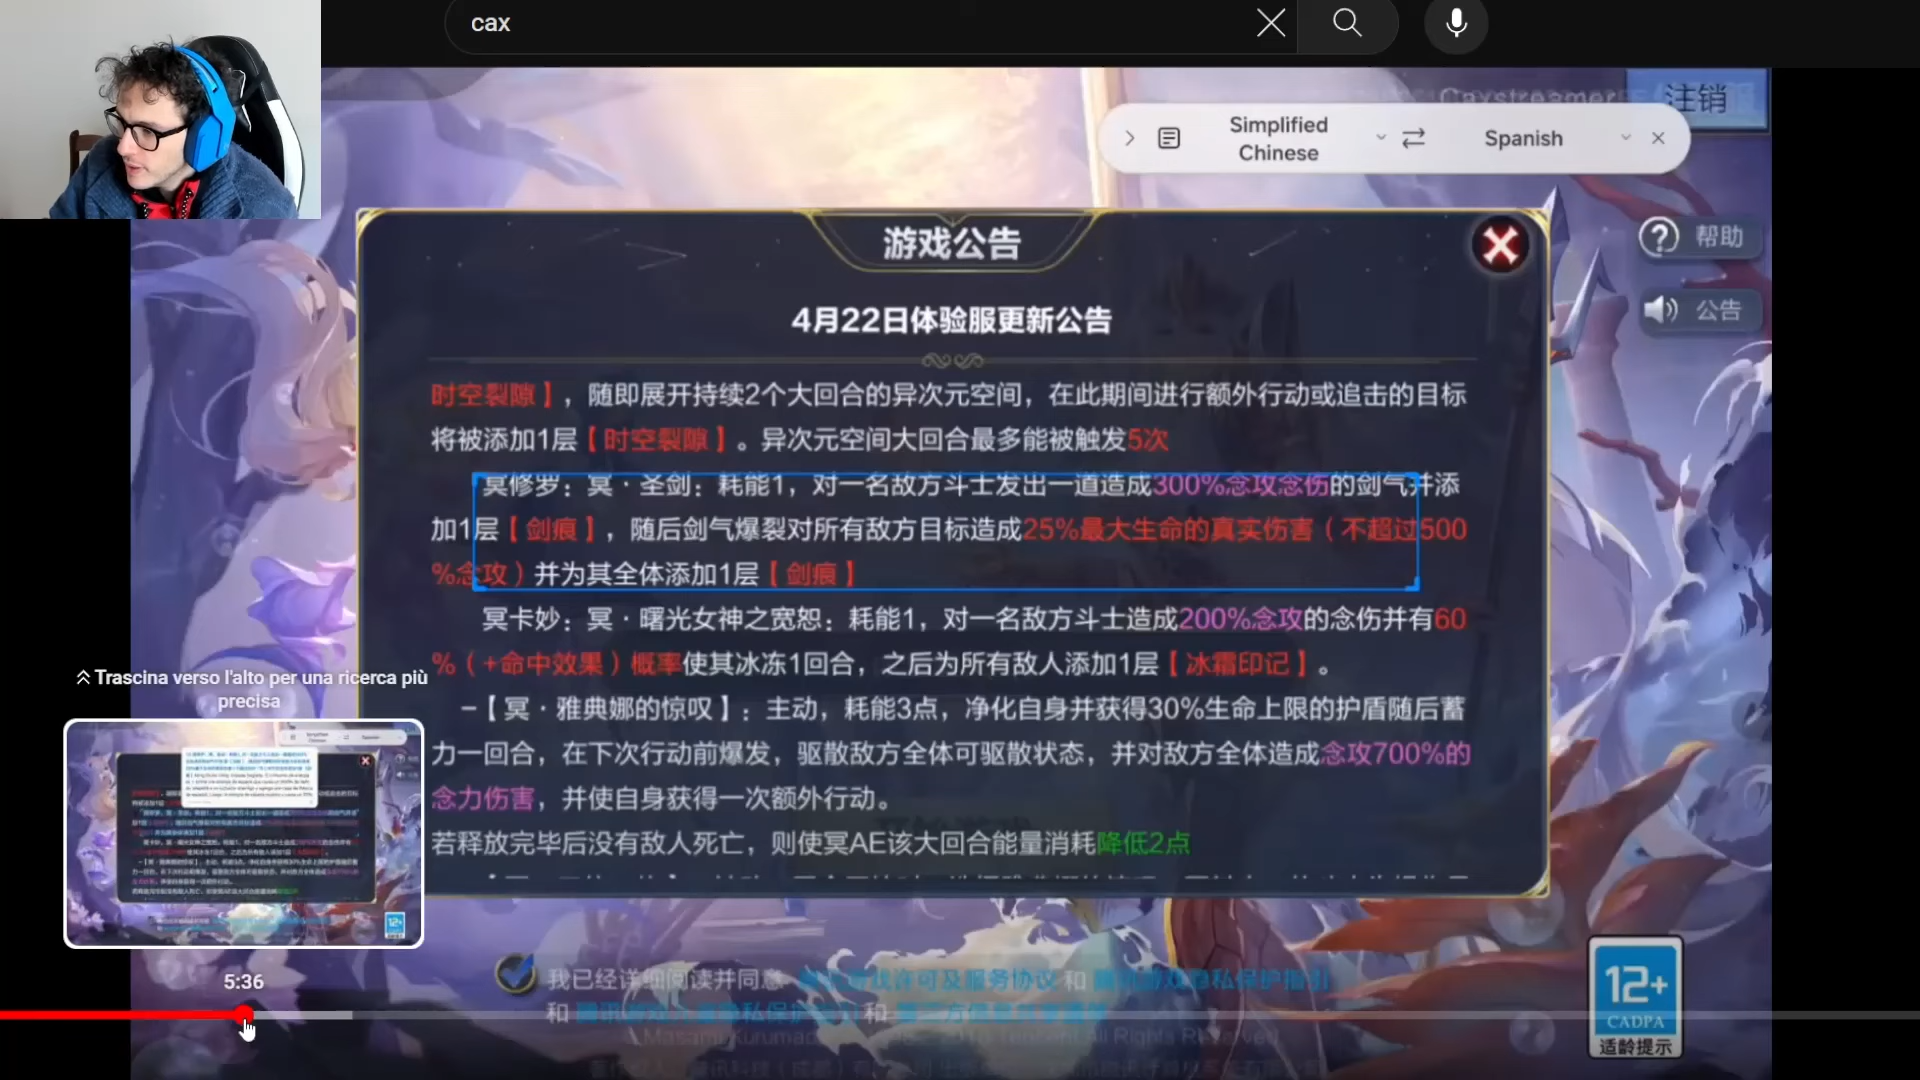 cax
Caxstreamer
注销
Simplified
Chinese
Spanish
游戏公告
帮助
公告
4月22日体验服更新公告
时空裂隙】，随即展开持续2个大回合的异次元空间，在此期间进行额外行动或追击的目标
将被添加1层【时空裂隙】。异次元空间大回合最多能被触发5次
冥修罗：冥·圣剑：耗能1，对一名敌方斗士发出一道造成300%念攻念伤的剑气并添
加1层【剑痕】，随后剑气爆裂对所有敌方目标造成25%最大生命的真实伤害（不超过500
%念攻）并为其全体添加1层【剑痕】
冥卡妙：冥·曙光女神之宽恕：耗能1，对一名敌方斗士造成200%念攻的念伤并有60
%（+命中效果）概率使其冰冻1回合，之后为所有敌人添加1层【冰霜印记】。
–【冥·雅典娜的惊叹】：主动，耗能3点，净化自身并获得30%生命上限的护盾随后蓄
力一回合，在下次行动前爆发，驱散敌方全体可驱散状态，并对敌方全体造成念攻700%的
念力伤害，并使自身获得一次额外行动。
若释放完毕后没有敌人死亡，则使冥AE该大回合能量消耗降低2点
Trascina verso l'alto per una ricerca più
precisa
5:36
我已经详细阅读并同意
和
和
和
12+
CADPA
适龄提示